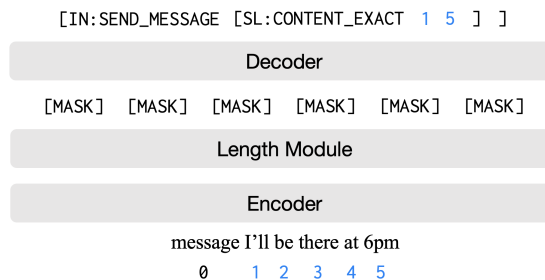 [IN:SEND_MESSAGE [SL:CONTENT_EXACT 1 5 ] ]
Decoder
[MASK] [MASK] [MASK] [MASK] [MASK] [MASK]
Length Module
Encoder
message I'll be there at 6pm
0 1 2 3 4 5